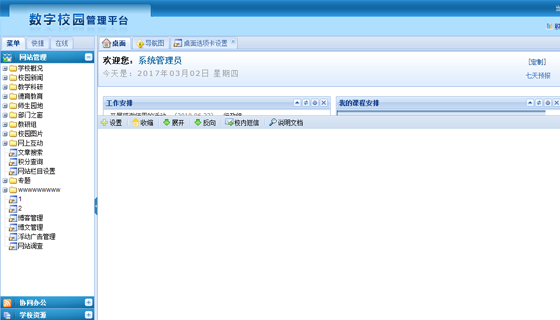 数字校园管理平台
菜单 快捷 在线
桌面 导航图 桌面选项卡设置
网站管理
学校概况
校园新闻
教学科研
德育教育
师生园地
部门之窗
教研组
校园图片
网上互动
文章搜索
积分查询
网站栏目设置
专题
wwwwwwwww
1
2
博客管理
博文管理
浮动广告管理
网站调查
协同办公
学校资源
欢迎您，系统管理员
[定制]
今天是：2017年03月02日 星期四
七天预报
工作安排
我的课程安排
设置 收缩 展开 反向 校内短信 说明文档